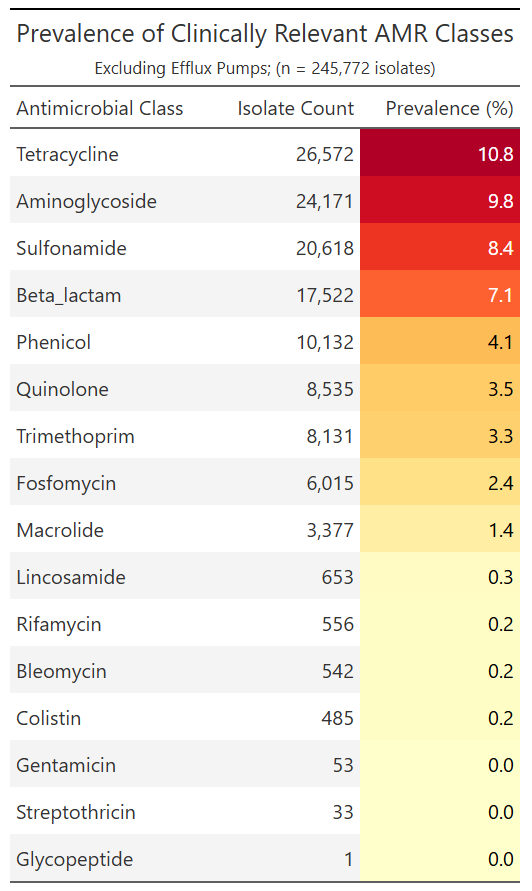 Prevalence of Clinically Relevant AMR Classes
Excluding Efflux Pumps; (n = 245,772 isolates)
Antimicrobial Class Isolate Count Prevalence (%)
Tetracycline 26,572 10.8
Aminoglycoside 24,171 9.8
Sulfonamide 20,618 8.4
Beta_lactam 17,522 7.1
Phenicol 10,132 4.1
Quinolone 8,535 3.5
Trimethoprim 8,131 3.3
Fosfomycin 6,015 2.4
Macrolide 3,377 1.4
Lincosamide 653 0.3
Rifamycin 556 0.2
Bleomycin 542 0.2
Colistin 485 0.2
Gentamicin 53 0.0
Streptothricin 33 0.0
Glycopeptide 1 0.0